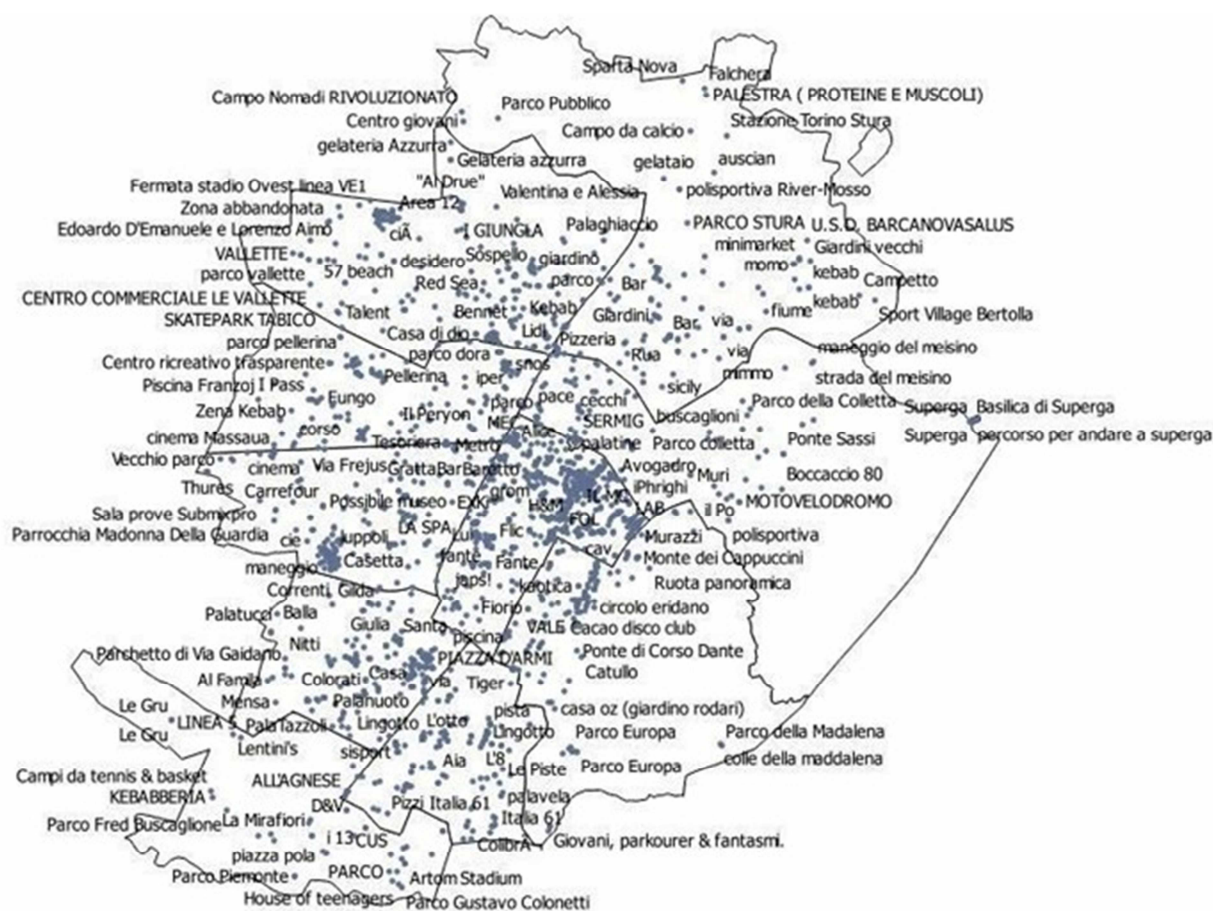 Sparta Nova
Falchera
Campo Nomadi RIVOLUZIONATO
PALESTRA ( PROTEINE E MUSCOLI)
Parco Pubblico
Centro giovani
Campo da calcio
Stazione Torino Stura
gelateria Azzurra
Gelateria azzurra
gelataio
auscian
"Al Drue"
Fermata stadio Ovest linea VE1
Valentina e Alessia
polisportiva River-Mosso
Zona abbandonata
Area 12
Edoardo D'Emanuele e Lorenzo Aimo
ciÃ
I GIUNGLA
Palaghiaccio
PARCO STURA
U.S.D. BARCANOVASALUS
VALLETTE
desidero
Sospello
giardino
minimarket
Giardini vecchi
parco vallette
57 beach
momo
kebab
Red Sea
parco
Bar
Campetto
CENTRO COMMERCIALE LE VALLETTE
Talent
Bennet
Kebab
Giardini
fiume
kebab
SKATEPARK TABICO
Bar
via
Sport Village Bertolla
Casa di dio
Lidl
Pizzeria
parco pellerina
parco dora
Rua
via
maneggio del meisino
Centro ricreativo trasparente
snos
Pellerina
iper
mimmo
strada del meisino
Piscina Franzoj I Pass
sicily
Eungo
parco
pace
cecchi
Parco della Colletta
Superga
Basilica di Superga
Zena Kebab
Il Peryon
SERMIG
buscaglioni
corso
Alice
cinema Massaua
Tesoriera
Metro
palatine
Parco colletta
Ponte Sassi
Superga
percorso per andare a superga
Vecchio parco
cinema
Via Frejus
GrattaBarBarotto
Avogadro
Muri
Boccaccio 80
Thures
Carrefour
grom
iPhrighi
Possibile museo
EXKi
H&M
LAB
il Po
MOTOVELODROMO
Sala prove Submixpro
FOL
LA SPA
Flic
Parrocchia Madonna Della Guardia
cie
luppoli
Murazzi
polisportiva
cav
maneggio
Casetta
fante
Fante
Monte dei Cappuccini
japs!
kaotica
Ruota panoramica
Correnti
Gilda
Palatucci
Balla
Fiorio
circolo eridano
Giulia
Santa
VALE
Cacao disco club
piscina
Nitti
Parchetto di Via Gaidano
PIAZZA D'ARMI
Ponte di Corso Dante
Al Famila
Colorati
Casa
via
Tiger
Catullo
Le Gru
Mensa
Palanuoto
pista
casa oz (giardino rodari)
LINEA 5
PalaTazzoli
Lingotto
L'otto
Lingotto
Parco Europa
Parco della Madalena
Le Gru
Lentini's
sisport
Aia
L'8
colle della maddalena
Campi da tennis & basket
ALL'AGNESE
Le Piste
Parco Europa
KEBABBERIA
D&V
Pizzi
Italia 61
palavela
Parco Fred Buscaglione
La Mirafiori
Italia 61
i 13
CUS
ColibrÃ
Giovani, parkourer & fantasmi.
piazza pola
Parco Piemonte
PARCO
Artom Stadium
House of teenagers
Parco Gustavo Colonetti